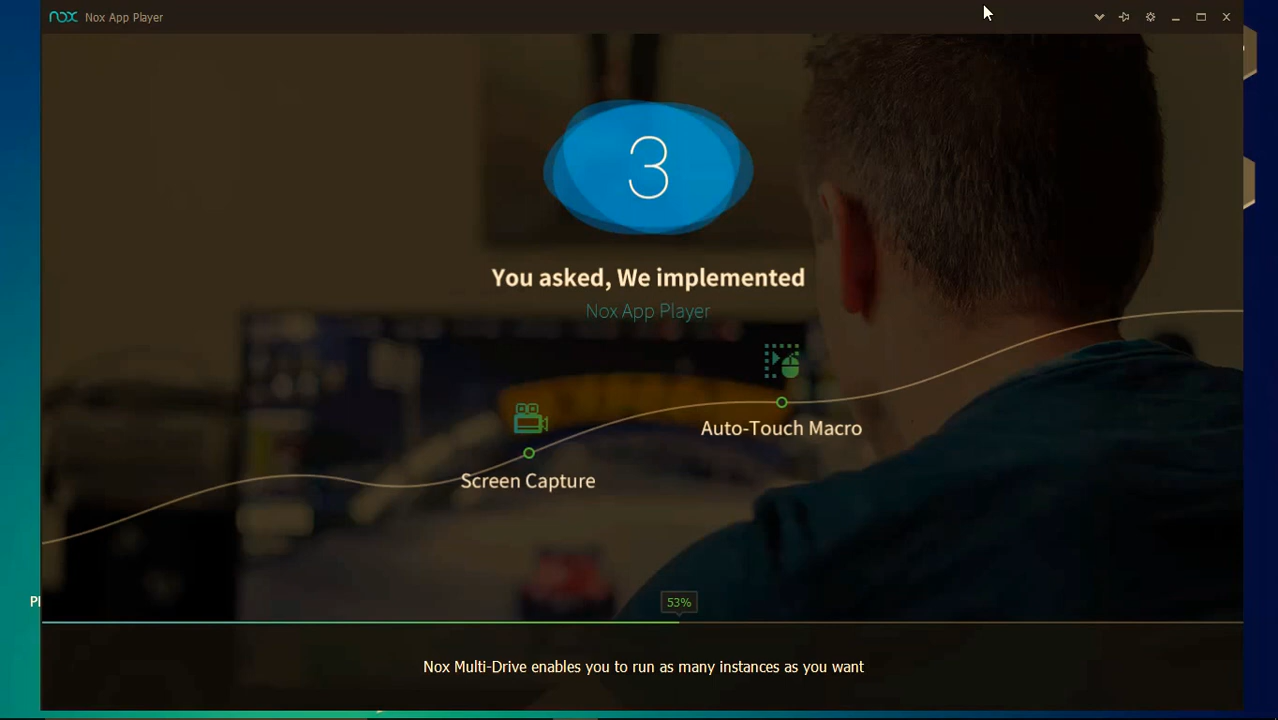 nox Nox App Player
3
You asked, We implemented
Nox App Player
Auto-Touch Macro
Screen Capture
53%
Nox Multi-Drive enables you to run as many instances as you want